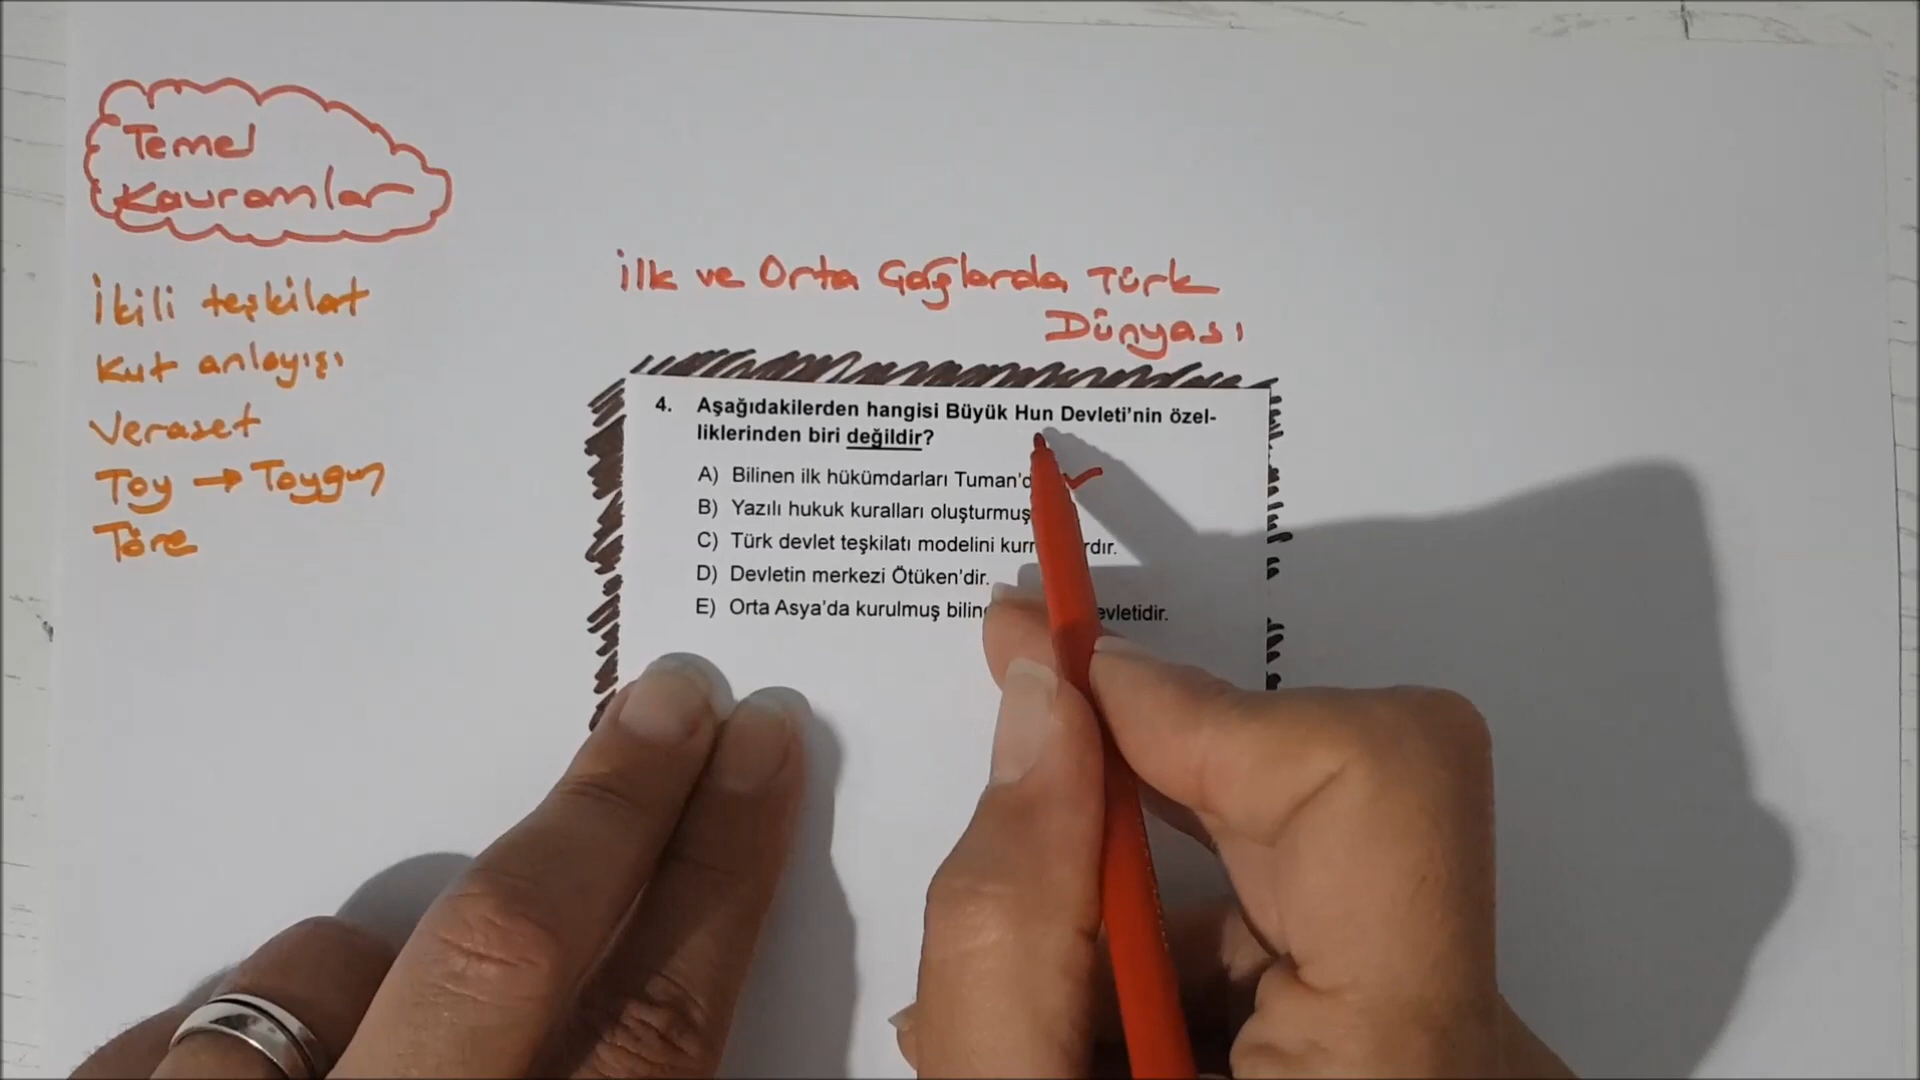 Temel
Kavramlar
İkili teşkilat
Kut anlayışı
Veraset
Toy → Toygun
Töre
İlk ve Orta Çağlarda Türk
Dünyası
4. Aşağıdakilerden hangisi Büyük Hun Devleti'nin özel-
liklerinden biri değildir?
A) Bilinen ilk hükümdarları Tuman'd
B) Yazılı hukuk kuralları oluşturmuş
C) Türk devlet teşkilatı modelini kur rdır.
D) Devletin merkezi Ötüken'dir.
E) Orta Asya'da kurulmuş bilin evletidir.